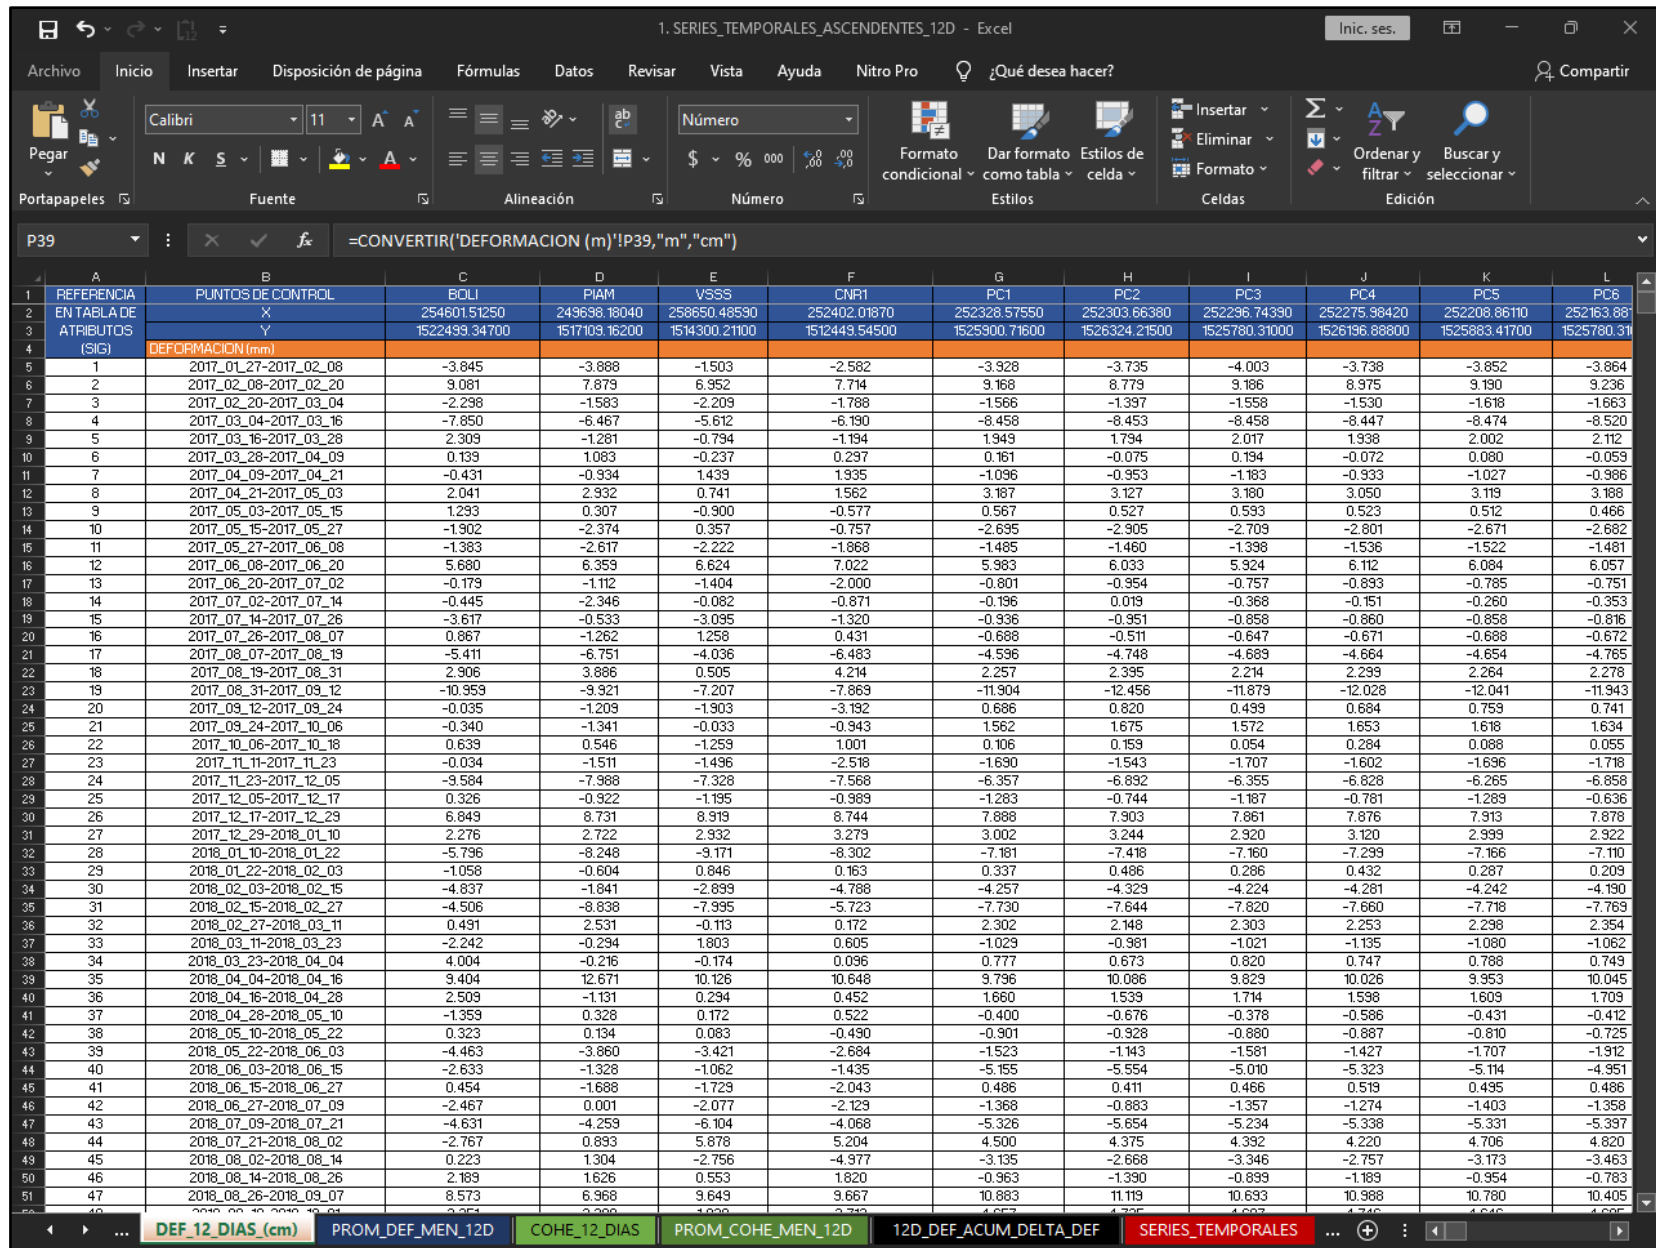 1. SERIES_TEMPORALES_ASCENDENTES_12D - Excel
Inic. ses.
Archivo Inicio Insertar Disposición de página Fórmulas Datos Revisar Vista Ayuda Nitro Pro ¿Qué desea hacer? Compartir
Pegar
Calibri 11
N K S
ab
Número
$ % 000
Formato condicional
Dar formato como tabla
Estilos de celda
Insertar
Eliminar
Formato
Ordenar y filtrar
Buscar y seleccionar
Portapapeles Fuente Alineación Número Estilos Celdas Edición
P39 fx =CONVERTIR('DEFORMACION (m)'!P39,"m","cm")
A B C D E F G H I J K L
1 REFERENCIA PUNTOS DE CONTROL BOLI PIAM VSSS CNR1 PC1 PC2 PC3 PC4 PC5 PC6
2 EN TABLA DE X 254601.51250 249698.18040 258650.48590 252402.01870 252328.57550 252303.66380 252296.74390 252275.98420 252208.86110 252163.88
3 ATRIBUTOS Y 1522499.34700 1517109.16200 1514300.21100 1512449.54500 1525900.71600 1526324.21500 1525780.31000 1526196.88800 1525883.41700 1525780.31
4 (SIG) DEFORMACION (mm)
5 1 2017_01_27-2017_02_08 -3.845 -3.888 -1.503 -2.582 -3.928 -3.735 -4.003 -3.738 -3.852 -3.864
6 2 2017_02_08-2017_02_20 9.081 7.879 6.952 7.714 9.168 8.779 9.186 8.975 9.190 9.236
7 3 2017_02_20-2017_03_04 -2.298 -1.583 -2.209 -1.788 -1.566 -1.397 -1.558 -1.530 -1.618 -1.663
8 4 2017_03_04-2017_03_16 -7.850 -6.467 -5.612 -6.190 -8.458 -8.453 -8.458 -8.447 -8.474 -8.520
9 5 2017_03_16-2017_03_28 2.309 -1.281 -0.794 -1.194 1.949 1.794 2.017 1.938 2.002 2.112
10 6 2017_03_28-2017_04_09 0.139 1.083 -0.237 0.297 0.161 -0.075 0.194 -0.072 0.080 -0.059
11 7 2017_04_09-2017_04_21 -0.431 -0.934 1.439 1.935 -1.096 -0.953 -1.183 -0.933 -1.027 -0.986
12 8 2017_04_21-2017_05_03 2.041 2.932 0.741 1.562 3.187 3.127 3.180 3.050 3.119 3.188
13 9 2017_05_03-2017_05_15 1.293 0.307 -0.900 -0.577 0.567 0.527 0.593 0.523 0.512 0.466
14 10 2017_05_15-2017_05_27 -1.902 -2.374 0.357 -0.757 -2.695 -2.905 -2.709 -2.801 -2.671 -2.682
15 11 2017_05_27-2017_06_08 -1.383 -2.617 -2.222 -1.868 -1.485 -1.460 -1.398 -1.536 -1.522 -1.481
16 12 2017_06_08-2017_06_20 5.680 6.359 6.624 7.022 5.983 6.033 5.924 6.112 6.084 6.057
17 13 2017_06_20-2017_07_02 -0.179 -1.112 -1.404 -2.000 -0.801 -0.954 -0.757 -0.893 -0.785 -0.751
18 14 2017_07_02-2017_07_14 -0.445 -2.346 -0.082 -0.871 -0.196 0.019 -0.368 -0.151 -0.260 -0.353
19 15 2017_07_14-2017_07_26 -3.617 -0.533 -3.095 -1.320 -0.936 -0.951 -0.858 -0.860 -0.858 -0.816
20 16 2017_07_26-2017_08_07 0.867 -1.262 1.258 0.431 -0.688 -0.511 -0.647 -0.671 -0.688 -0.672
21 17 2017_08_07-2017_08_19 -5.411 -6.751 -4.036 -6.483 -4.596 -4.748 -4.689 -4.664 -4.654 -4.765
22 18 2017_08_19-2017_08_31 2.906 3.886 0.505 4.214 2.257 2.395 2.214 2.299 2.264 2.278
23 19 2017_08_31-2017_09_12 -10.959 -9.921 -7.207 -7.869 -11.904 -12.456 -11.879 -12.028 -12.041 -11.943
24 20 2017_09_12-2017_09_24 -0.035 -1.209 -1.903 -3.192 0.686 0.820 0.499 0.684 0.759 0.741
25 21 2017_09_24-2017_10_06 -0.340 -1.341 -0.033 -0.943 1.562 1.675 1.572 1.653 1.618 1.634
26 22 2017_10_06-2017_10_18 0.639 0.546 -1.259 1.001 0.106 0.159 0.054 0.284 0.088 0.055
27 23 2017_11_11-2017_11_23 -0.034 -1.511 -1.496 -2.518 -1.690 -1.543 -1.707 -1.602 -1.696 -1.718
28 24 2017_11_23-2017_12_05 -9.584 -7.988 -7.328 -7.568 -6.357 -6.892 -6.355 -6.828 -6.265 -6.858
29 25 2017_12_05-2017_12_17 0.326 -0.922 -1.195 -0.989 -1.283 -0.744 -1.187 -0.781 -1.289 -0.636
30 26 2017_12_17-2017_12_29 6.849 8.731 8.919 8.744 7.888 7.903 7.861 7.876 7.913 7.878
31 27 2017_12_29-2018_01_10 2.276 2.722 2.932 3.279 3.002 3.244 2.920 3.120 2.999 2.922
32 28 2018_01_10-2018_01_22 -5.796 -8.248 -9.171 -8.302 -7.181 -7.418 -7.160 -7.299 -7.166 -7.110
33 29 2018_01_22-2018_02_03 -1.058 -0.604 0.846 0.163 0.337 0.486 0.286 0.432 0.287 0.209
34 30 2018_02_03-2018_02_15 -4.837 -1.841 -2.899 -4.788 -4.257 -4.329 -4.224 -4.281 -4.242 -4.190
35 31 2018_02_15-2018_02_27 -4.506 -8.838 -7.995 -5.723 -7.730 -7.644 -7.820 -7.660 -7.718 -7.769
36 32 2018_02_27-2018_03_11 0.491 2.531 -0.113 0.172 2.302 2.148 2.303 2.253 2.298 2.354
37 33 2018_03_11-2018_03_23 -2.242 -0.294 1.803 0.605 -1.029 -0.981 -1.021 -1.135 -1.080 -1.062
38 34 2018_03_23-2018_04_04 4.004 -0.216 -0.174 0.096 0.777 0.673 0.820 0.747 0.788 0.749
39 35 2018_04_04-2018_04_16 9.404 12.671 10.126 10.648 9.796 10.086 9.829 10.026 9.953 10.045
40 36 2018_04_16-2018_04_28 2.509 -1.131 0.294 0.452 1.660 1.539 1.714 1.598 1.609 1.709
41 37 2018_04_28-2018_05_10 -1.359 0.328 0.172 0.522 -0.400 -0.676 -0.378 -0.586 -0.431 -0.412
42 38 2018_05_10-2018_05_22 0.323 0.134 0.083 -0.490 -0.901 -0.928 -0.880 -0.887 -0.810 -0.725
43 39 2018_05_22-2018_06_03 -4.463 -3.860 -3.421 -2.684 -1.523 -1.143 -1.581 -1.427 -1.707 -1.912
44 40 2018_06_03-2018_06_15 -2.633 -1.328 -1.062 -1.435 -5.155 -5.554 -5.010 -5.323 -5.114 -4.951
45 41 2018_06_15-2018_06_27 0.454 -1.688 -1.729 -2.043 0.486 0.411 0.466 0.519 0.495 0.486
46 42 2018_06_27-2018_07_09 -2.467 0.001 -2.077 -2.129 -1.368 -0.883 -1.357 -1.274 -1.403 -1.358
47 43 2018_07_09-2018_07_21 -4.631 -4.259 -6.104 -4.068 -5.326 -5.654 -5.234 -5.338 -5.331 -5.397
48 44 2018_07_21-2018_08_02 -2.767 0.893 5.878 5.204 4.500 4.375 4.392 4.220 4.706 4.820
49 45 2018_08_02-2018_08_14 0.223 1.304 -2.756 -4.977 -3.135 -2.668 -3.346 -2.757 -3.173 -3.463
50 46 2018_08_14-2018_08_26 2.189 1.626 0.553 1.820 -0.963 -1.390 -0.899 -1.189 -0.954 -0.783
51 47 2018_08_26-2018_09_07 8.573 6.968 9.649 9.667 10.883 11.119 10.693 10.988 10.780 10.405
... DEF_12_DIAS_(cm) PROM_DEF_MEN_12D COHE_12_DIAS PROM_COHE_MEN_12D 12D_DEF_ACUM_DELTA_DEF SERIES_TEMPORALES ...